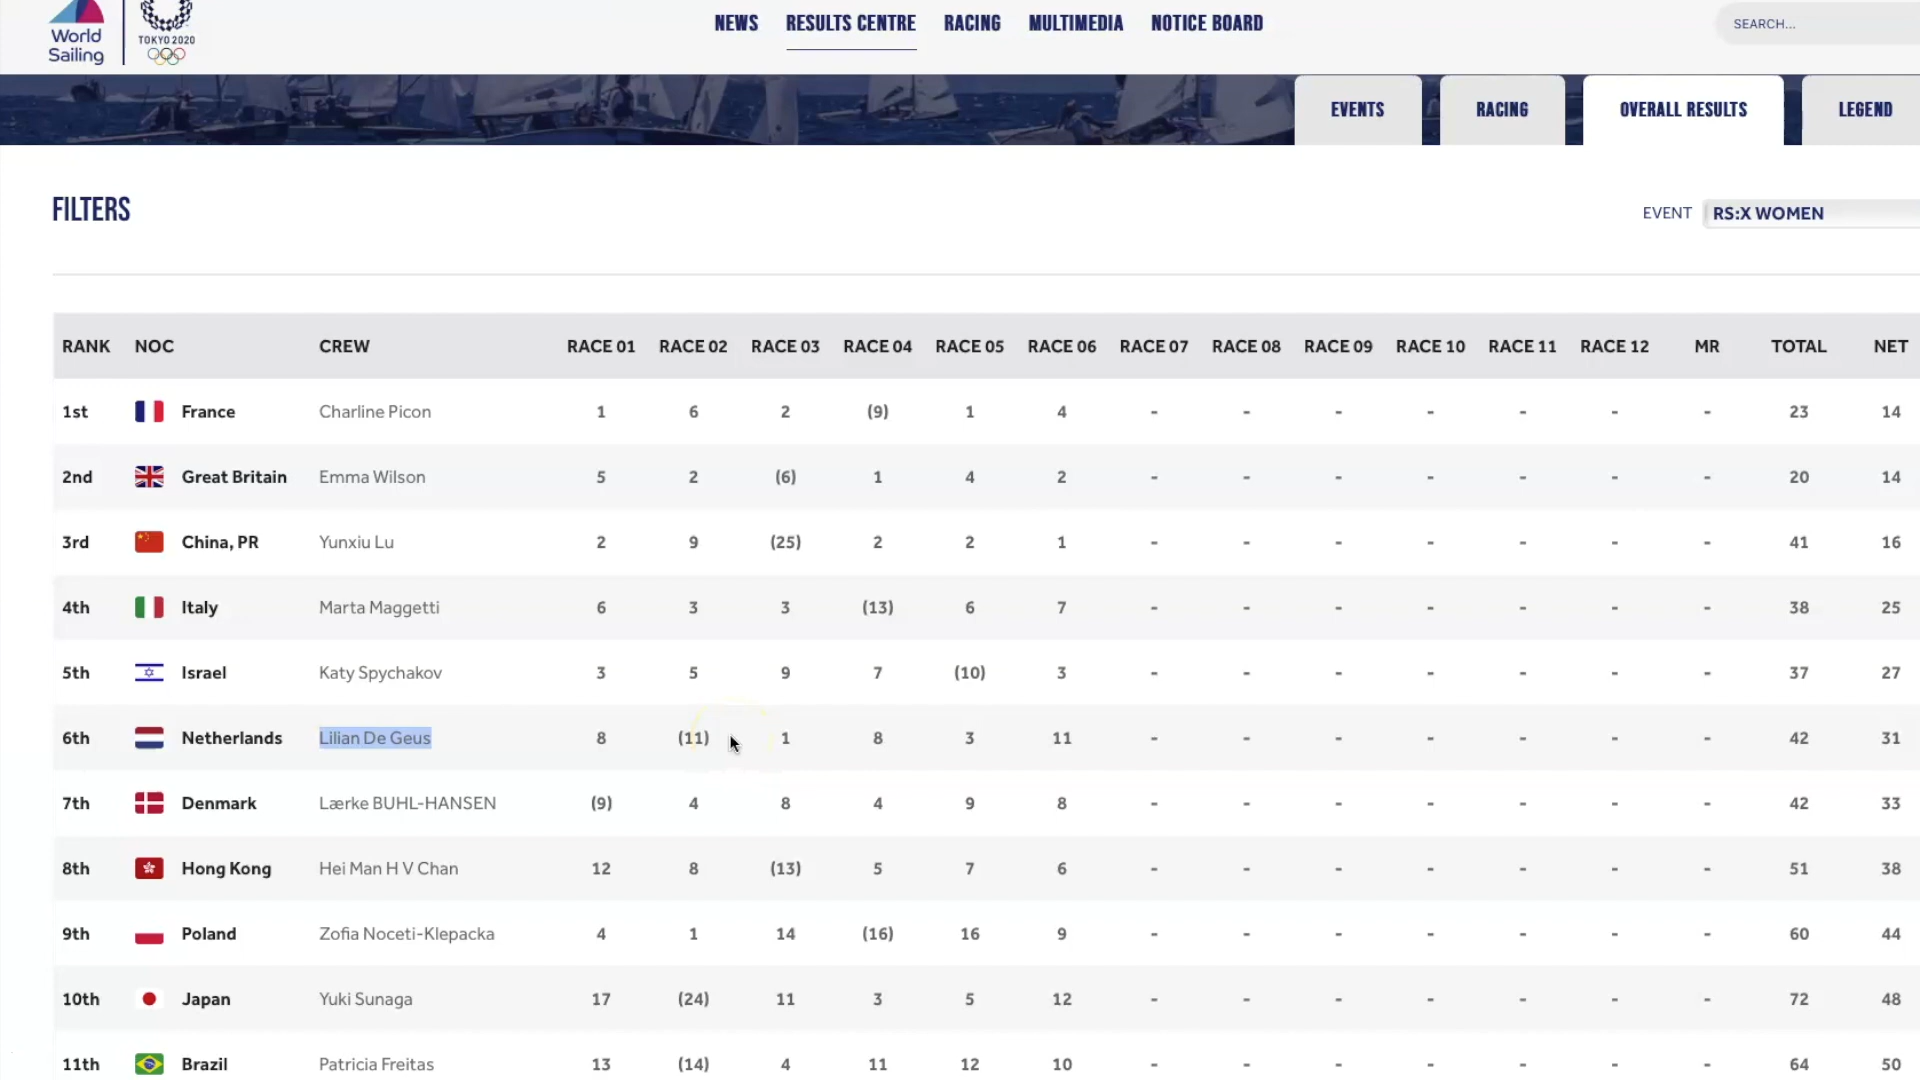 World Sailing
TOKYO 2020
NEWS RESULTS CENTRE RACING MULTIMEDIA NOTICE BOARD
SEARCH...
EVENTS RACING OVERALL RESULTS LEGEND
FILTERS
EVENT RS:X WOMEN
RANK NOC CREW RACE 01 RACE 02 RACE 03 RACE 04 RACE 05 RACE 06 RACE 07 RACE 08 RACE 09 RACE 10 RACE 11 RACE 12 MR TOTAL NET
1st France Charline Picon 1 6 2 (9) 1 4 - - - - - - - 23 14
2nd Great Britain Emma Wilson 5 2 (6) 1 4 2 - - - - - - - 20 14
3rd China, PR Yunxiu Lu 2 9 (25) 2 2 1 - - - - - - - 41 16
4th Italy Marta Maggetti 6 3 3 (13) 6 7 - - - - - - - 38 25
5th Israel Katy Spychakov 3 5 9 7 (10) 3 - - - - - - - 37 27
6th Netherlands Lilian De Geus 8 (11) 1 8 3 11 - - - - - - - 42 31
7th Denmark Lærke BUHL-HANSEN (9) 4 8 4 9 8 - - - - - - - 42 33
8th Hong Kong Hei Man H V Chan 12 8 (13) 5 7 6 - - - - - - - 51 38
9th Poland Zofia Noceti-Klepacka 4 1 14 (16) 16 9 - - - - - - - 60 44
10th Japan Yuki Sunaga 17 (24) 11 3 5 12 - - - - - - - 72 48
11th Brazil Patricia Freitas 13 (14) 4 11 12 10 - - - - - - - 64 50